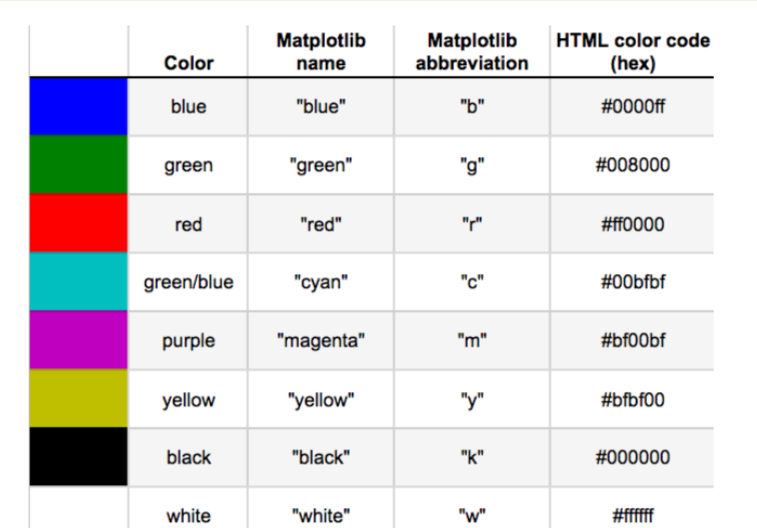 Color Matplotlib name Matplotlib abbreviation HTML color code (hex)
blue "blue" "b" #0000ff
green "green" "g" #008000
red "red" "r" #ff0000
green/blue "cyan" "c" #00bfbf
purple "magenta" "m" #bf00bf
yellow "yellow" "y" #bfbf00
black "black" "k" #000000
white "white" "w" #ffffff